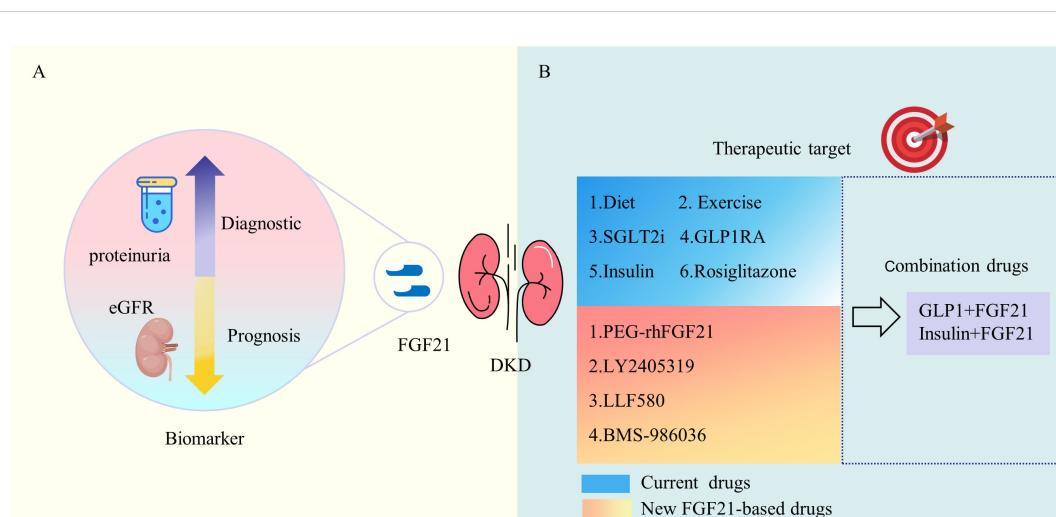 A
Diagnostic
proteinuria
eGFR
Prognosis
Biomarker
FGF21
DKD
B
Therapeutic target
1.Diet 2. Exercise
3.SGLT2i 4.GLP1RA
5.Insulin 6.Rosiglitazone
1.PEG-rhFGF21
2.LY2405319
3.LLF580
4.BMS-986036
Combination drugs
GLP1+FGF21
Insulin+FGF21
Current drugs
New FGF21-based drugs